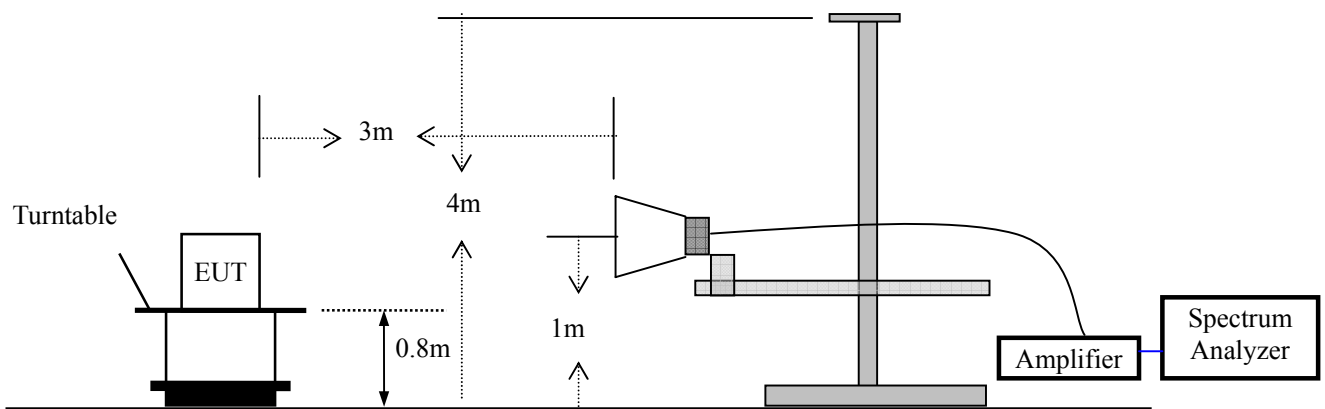 3m
4m
Turntable
EUT
1m
0.8m
Spectrum
Analyzer
Amplifier